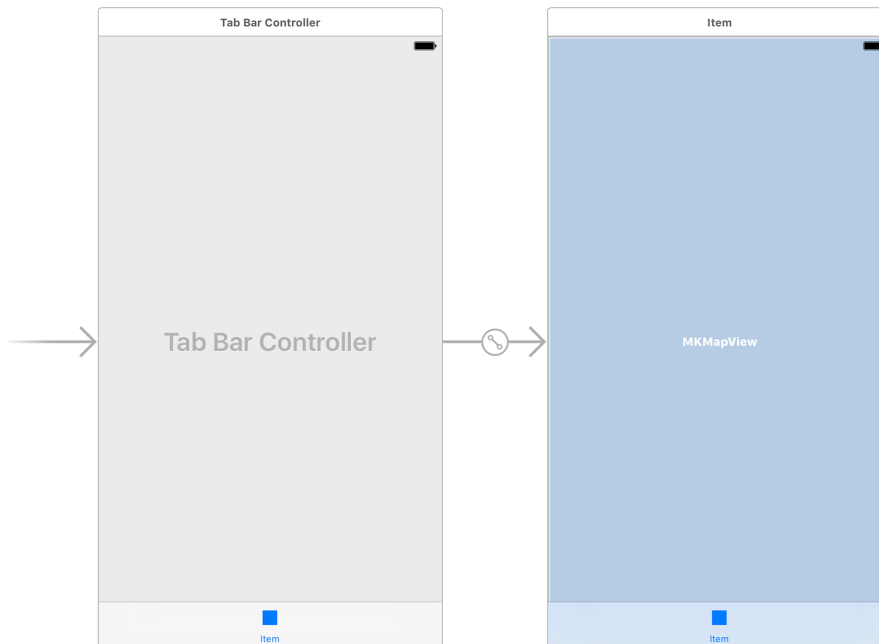 Tab Bar Controller
Item
Tab Bar Controller
MKMapView
Item
Item